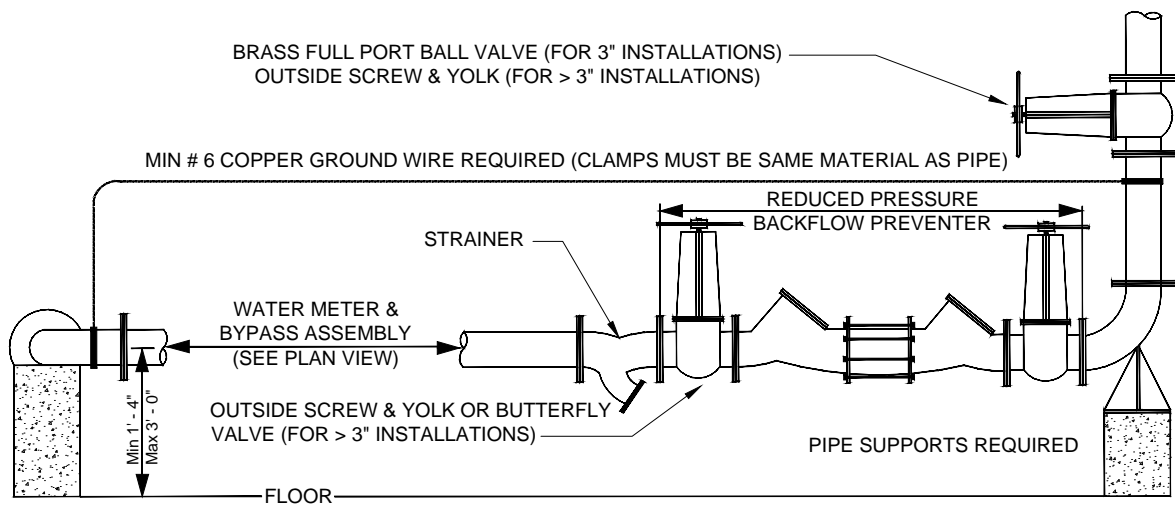 BRASS FULL PORT BALL VALVE (FOR 3" INSTALLATIONS)
OUTSIDE SCREW & YOLK (FOR > 3" INSTALLATIONS)
MIN # 6 COPPER GROUND WIRE REQUIRED (CLAMPS MUST BE SAME MATERIAL AS PIPE)
REDUCED PRESSURE
BACKFLOW PREVENTER
STRAINER
WATER METER &
BYPASS ASSEMBLY
(SEE PLAN VIEW)
OUTSIDE SCREW & YOLK OR BUTTERFLY
VALVE (FOR > 3" INSTALLATIONS)
Min 1' - 4"
Max 3' - 0"
PIPE SUPPORTS REQUIRED
FLOOR